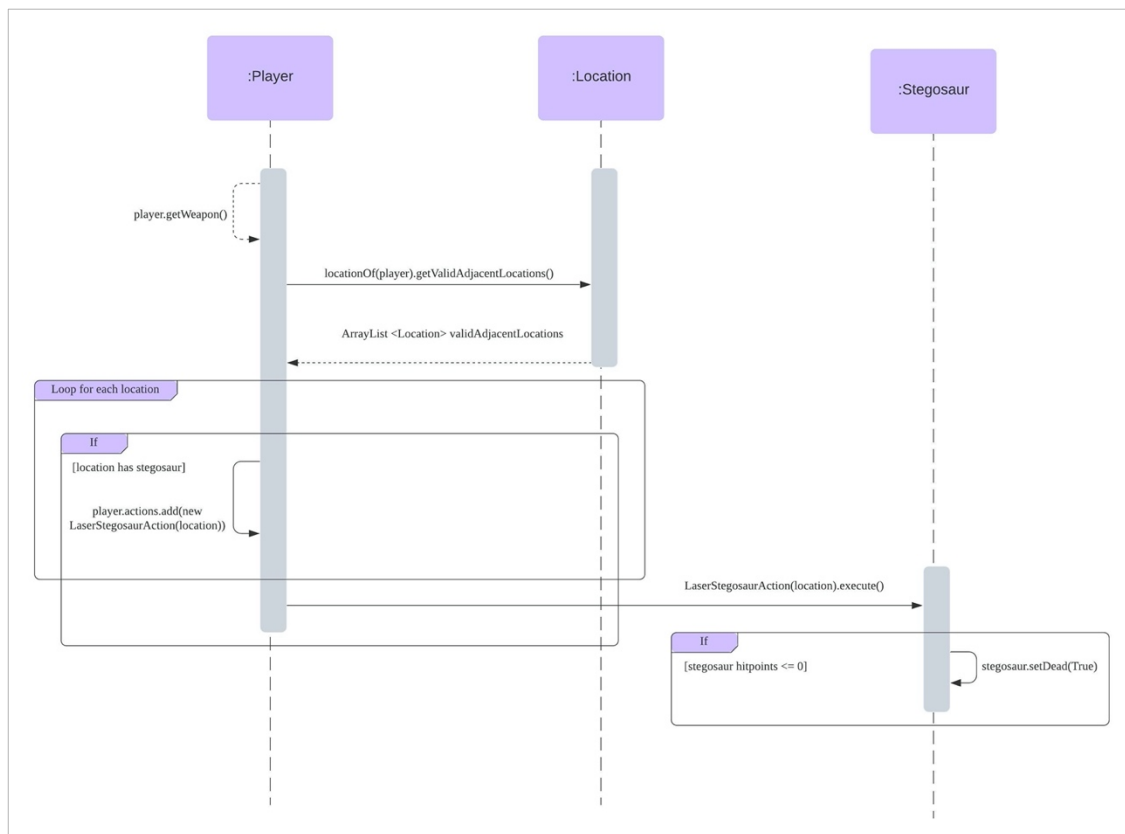 :Player
:Location
:Stegosaur
player.getWeapon()
locationOf(player).getValidAdjacentLocations()
ArrayList <Location> validAdjacentLocations
Loop for each location
If
[location has stegosaur]
player.actions.add(new
LaserStegosaurAction(location))
LaserStegosaurAction(location).execute()
If
[stegosaur hitpoints <= 0]
stegosaur.setDead(True)